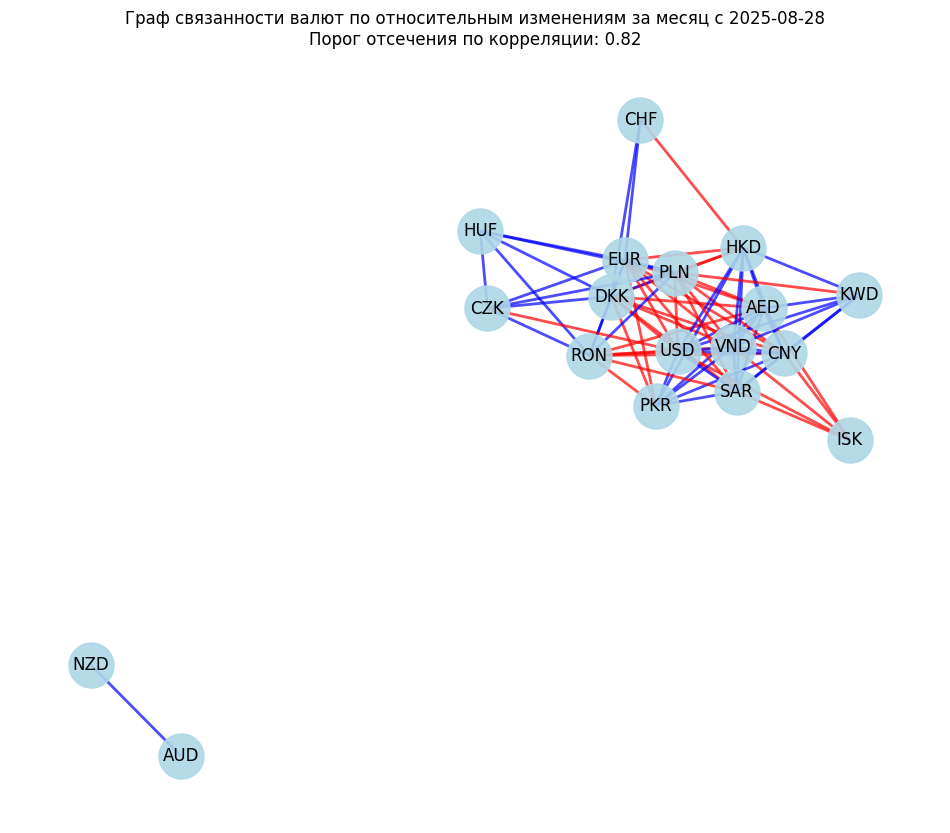 Граф связанности валют по относительным изменениям за месяц с 2025-08-28
Порог отсечения по корреляции: 0.82
CHF
HUF
HKD
EUR
PLN
DKK
KWD
CZK
AED
VND
USD
CNY
RON
SAR
PKR
ISK
NZD
AUD